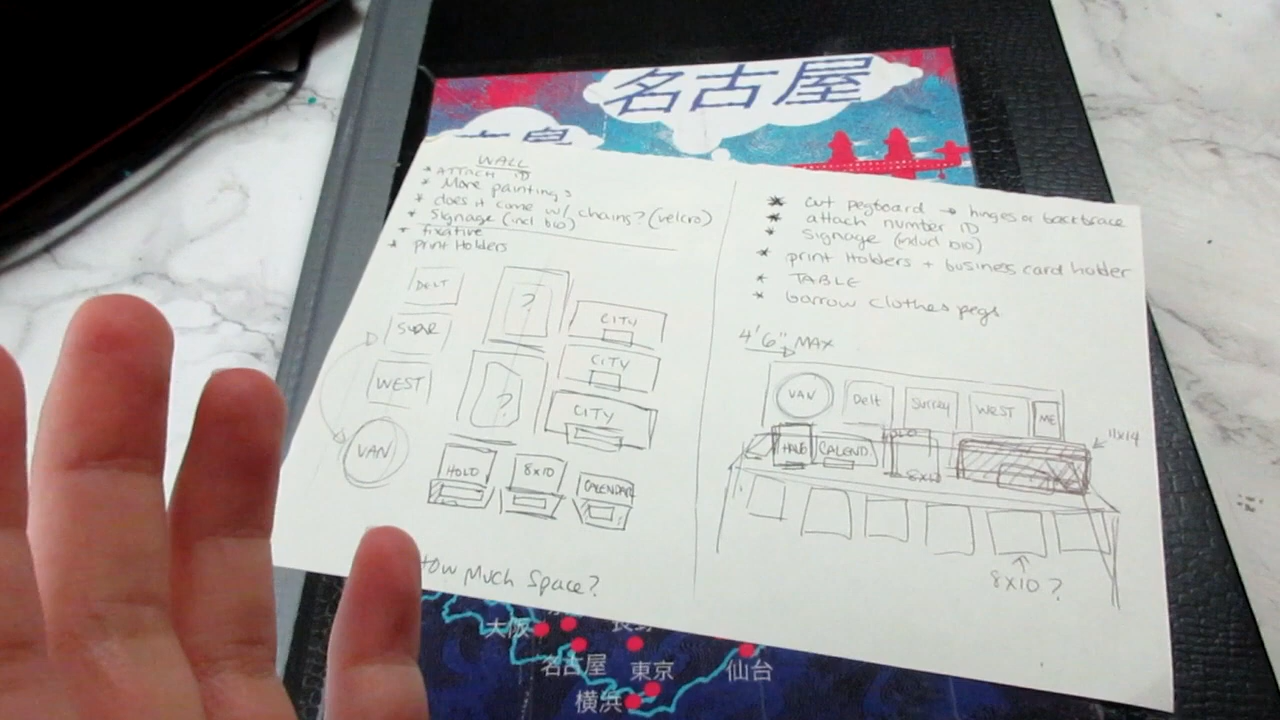 名古屋
WALL
* ATTACH ID
* More paintings
* does it come w/ chains? (velcro)
* Signage (incl bio)
* fixative
* print Holders
DELT
?
CITY
CITY
WEST
?
CITY
VAN
HOLD
8x10
CALENDAR
How Much Space?
* cut pegboard → hinges or backbrace
* attach number ID
* Signage (includ bio)
* print Holders + business card holder
* TABLE
* borrow clothes pegs
4'6" MAX
VAN
Delt
Surrey
WEST
ME
11x14
CALEND
HOLD
8x10
8x10?
大阪
名古屋
東京
仙台
横浜